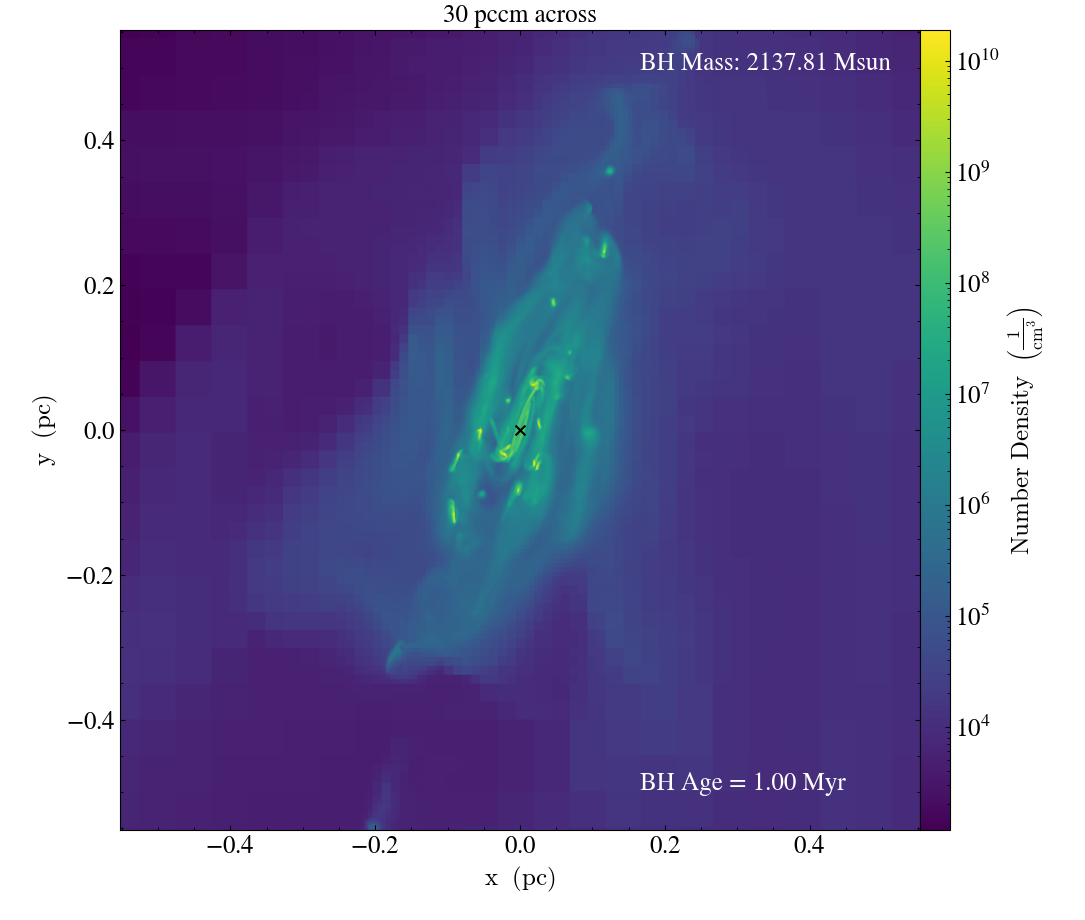 30 pccm across
BH Mass: 2137.81 Msun
BH Age = 1.00 Myr
0.4
0.2
0.0
−0.2
−0.4
y (pc)
−0.4 −0.2 0.0 0.2 0.4
x (pc)
10^10
10^9
10^8
10^7
10^6
10^5
10^4
Number Density (1/cm^3)